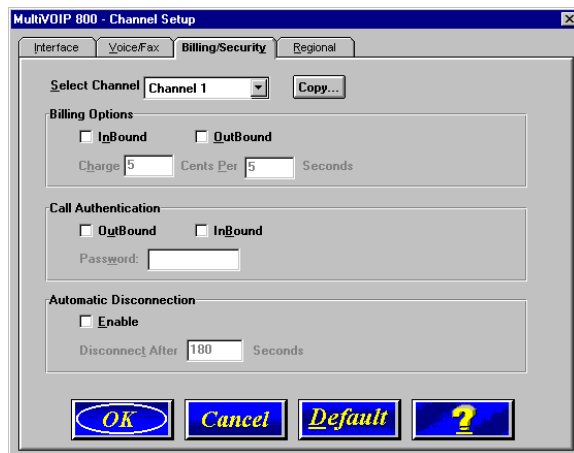 MultiVOIP 800 - Channel Setup
Interface Voice/Fax Billing/Security Regional
Select Channel Channel 1 Copy...
Billing Options
InBound OutBound
Charge 5 Cents Per 5 Seconds
Call Authentication
OutBound InBound
Password:
Automatic Disconnection
Enable
Disconnect After 180 Seconds
OK Cancel Default ?